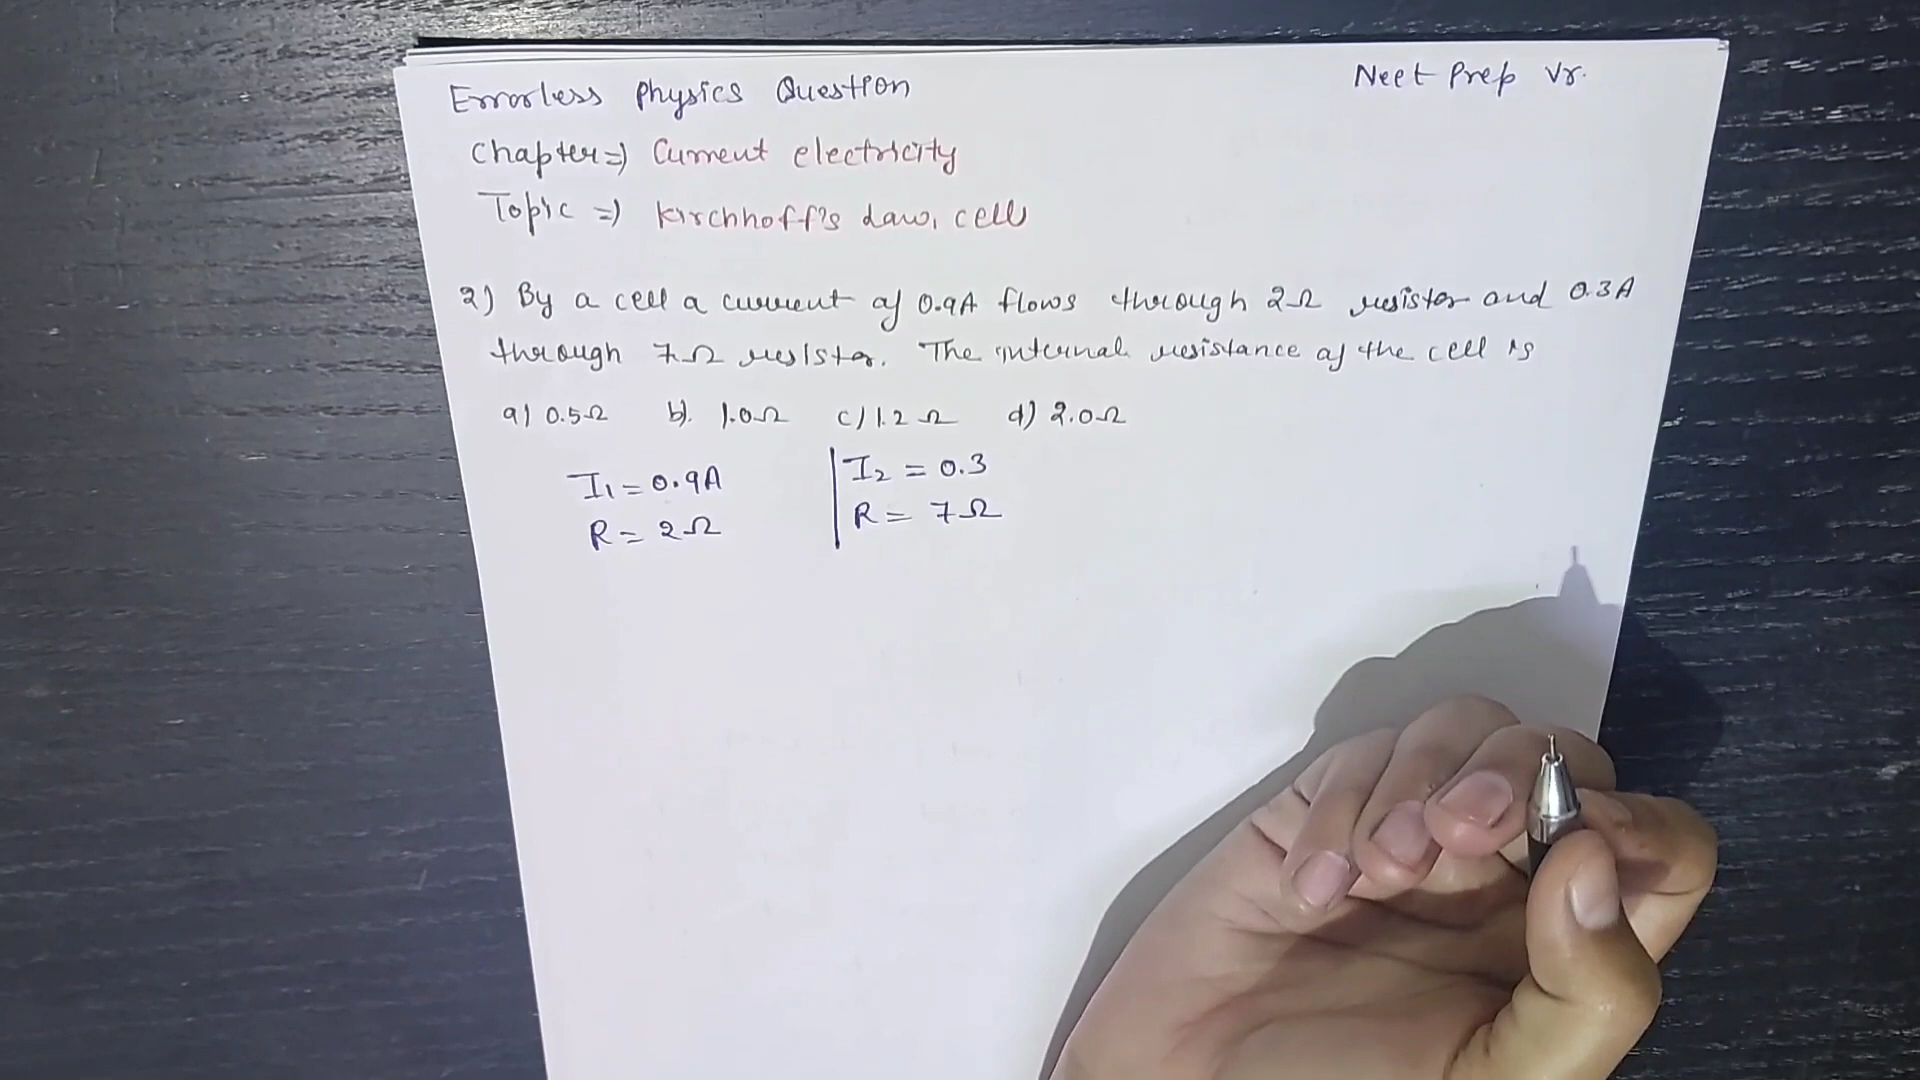 Errorless Physics Question
Neet Prep Vr.
Chapter => Current electricity
Topic => Kirchhoff's Law, cell
2) By a cell a current of 0.9A flows through 2Ω resistor and 0.3A
through 7Ω resistor. The internal resistance of the cell is
a) 0.5Ω b). 1.0Ω c) 1.2 Ω d) 2.0Ω
I₁ = 0.9A I₂ = 0.3
R = 2Ω R = 7Ω